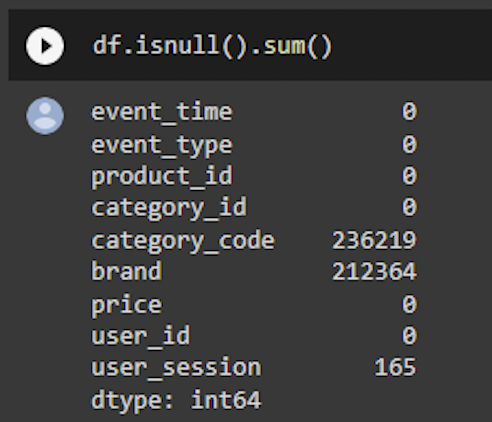 df.isnull().sum()
event_time 0
event_type 0
product_id 0
category_id 0
category_code 236219
brand 212364
price 0
user_id 0
user_session 165
dtype: int64